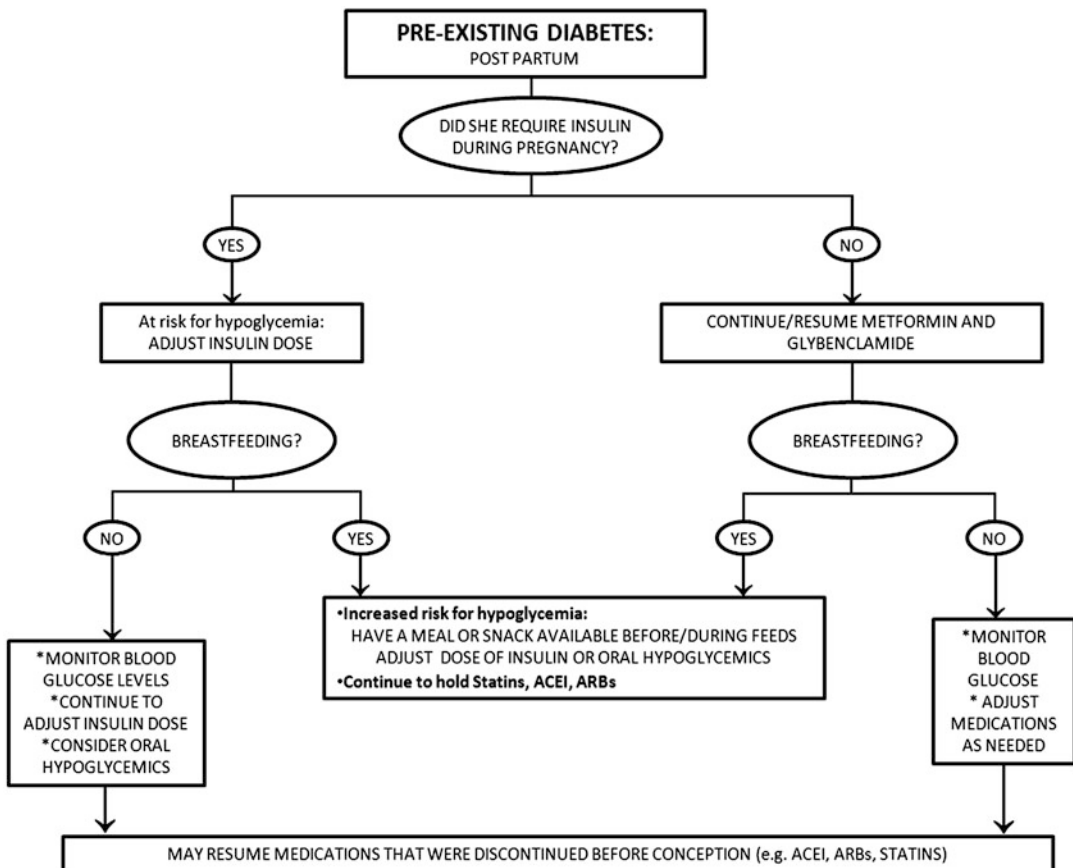 PRE-EXISTING DIABETES:
POST PARTUM
DID SHE REQUIRE INSULIN
DURING PREGNANCY?
YES
NO
At risk for hypoglycemia:
ADJUST INSULIN DOSE
CONTINUE/RESUME METFORMIN AND
GLYBENCLAMIDE
BREASTFEEDING?
BREASTFEEDING?
NO
YES
YES
NO
•Increased risk for hypoglycemia:
HAVE A MEAL OR SNACK AVAILABLE BEFORE/DURING FEEDS
ADJUST DOSE OF INSULIN OR ORAL HYPOGLYCEMICS
•Continue to hold Statins, ACEI, ARBs
*MONITOR BLOOD
GLUCOSE LEVELS
*CONTINUE TO
ADJUST INSULIN DOSE
*CONSIDER ORAL
HYPOGLYCEMICS
*MONITOR
BLOOD
GLUCOSE
* ADJUST
MEDICATIONS
AS NEEDED
MAY RESUME MEDICATIONS THAT WERE DISCONTINUED BEFORE CONCEPTION (e.g. ACEI, ARBs, STATINS)